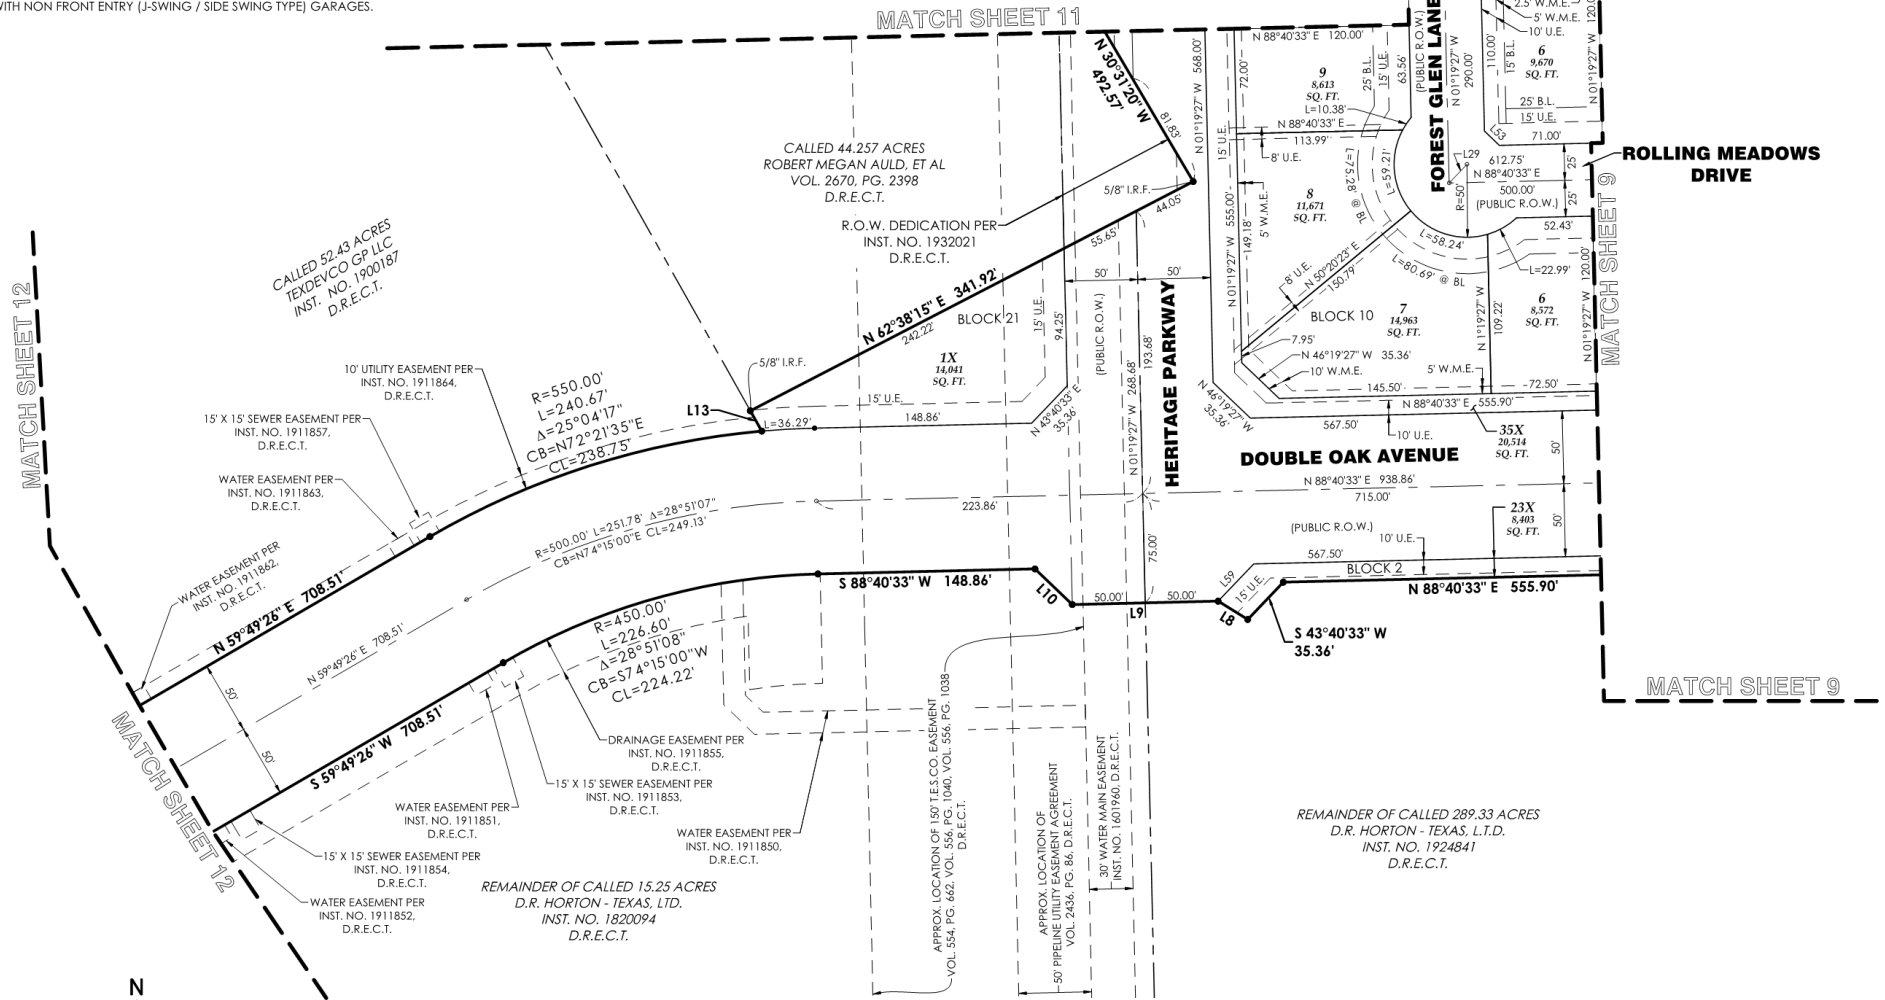 WITH NON FRONT ENTRY (J-SWING / SIDE SWING TYPE) GARAGES.
MATCH SHEET 11
CALLED 44.257 ACRES
ROBERT MEGAN AULD, ET AL
VOL. 2670, PG. 2398
D.R.E.C.T.
R.O.W. DEDICATION PER
INST. NO. 1932021
D.R.E.C.T.
N 30°31'20" W
492.57'
81.83'
5/8" I.R.F.
44.05'
55.65'
N 62°38'15" E 341.92'
242.22'
BLOCK 21
1X
14,041
SQ. FT.
15' U.E.
15' U.E.
94.25'
5/8" I.R.F.
L13
L=36.29'
148.86'
N 43°40'33" E
35.36'
50'
50'
(PUBLIC R.O.W.)
N 01°19'27" W 268.68'
193.68'
HERITAGE PARKWAY
N 01°19'27" W 568.00'
N 01°19'27" W 555.00'
15' U.E.
72.00'
149.18'
5' W.M.E.
N 88°40'33" E 120.00'
9
8,613
SQ. FT.
25' B.L.
15' U.E.
63.56'
L=10.38'
N 88°40'33" E
113.99'
8' U.E.
8
11,671
SQ. FT.
L=75.28' @ BL
L=59.21'
(PUBLIC R.O.W.)
FOREST GLEN LANE
N 01°19'27" W
290.00'
110.00'
15' B.L.
2.5' W.M.E.
5' W.M.E.
10' U.E.
120.00'
6
9,670
SQ. FT.
25' B.L.
15' U.E.
N 01°19'27" W
L53
71.00'
L29
612.75'
N 88°40'33" E
500.00'
(PUBLIC R.O.W.)
R=50'
25'
25'
52.43'
ROLLING MEADOWS
DRIVE
MATCH SHEET 9
L=58.24'
L=80.69' @ BL
L=22.99'
8' U.E.
N 50°20'23" E
150.79'
BLOCK 10
7
14,963
SQ. FT.
N 1°19'27" W
109.22'
6
8,572
SQ. FT.
N 01°19'27" W 120.00'
7.95'
N 46°19'27" W 35.36'
10' W.M.E.
5' W.M.E.
145.50'
72.50'
N 88°40'33" E 555.90'
N 46°19'27" W
35.36'
567.50'
10' U.E.
35X
20,514
SQ. FT.
DOUBLE OAK AVENUE
N 88°40'33" E 938.86'
715.00'
50'
50'
223.86'
(PUBLIC R.O.W.)
10' U.E.
23X
8,403
SQ. FT.
567.50'
BLOCK 2
N 88°40'33" E 555.90'
L59
15' U.E.
S 43°40'33" W
35.36'
L8
75.00'
50.00'
50.00'
L9
L10
S 88°40'33" W 148.86'
MATCH SHEET 9
CALLED 52.43 ACRES
TEXDEVCO GP LLC
INST. NO. 1900187
D.R.E.C.T.
MATCH SHEET 12
10' UTILITY EASEMENT PER
INST. NO. 1911864,
D.R.E.C.T.
15' X 15' SEWER EASEMENT PER
INST. NO. 1911857,
D.R.E.C.T.
WATER EASEMENT PER
INST. NO. 1911863,
D.R.E.C.T.
WATER EASEMENT PER
INST. NO. 1911862,
D.R.E.C.T.
R=550.00'
L=240.67'
Δ=25°04'17"
CB=N72°21'35"E
CL=238.75'
R=500.00' L=251.78' Δ=28°51'07"
CB=N74°15'00"E CL=249.13'
N 59°49'26" E 708.51'
N 59°49'26" E 708.51'
50'
50'
S 59°49'26" W 708.51'
R=450.00'
L=226.60'
Δ=28°51'08"
CB=S74°15'00"W
CL=224.22'
MATCH SHEET 12
DRAINAGE EASEMENT PER
INST. NO. 1911855,
D.R.E.C.T.
15' X 15' SEWER EASEMENT PER
INST. NO. 1911853,
D.R.E.C.T.
WATER EASEMENT PER
INST. NO. 1911851,
D.R.E.C.T.
WATER EASEMENT PER
INST. NO. 1911850,
D.R.E.C.T.
15' X 15' SEWER EASEMENT PER
INST. NO. 1911854,
D.R.E.C.T.
WATER EASEMENT PER
INST. NO. 1911852,
D.R.E.C.T.
REMAINDER OF CALLED 15.25 ACRES
D.R. HORTON - TEXAS, LTD.
INST. NO. 1820094
D.R.E.C.T.
APPROX. LOCATION OF 150' T.E.S.CO. EASEMENT
VOL. 554, PG. 662, VOL. 556, PG. 1040, VOL. 556, PG. 1038
D.R.E.C.T.
APPROX. LOCATION OF
50' PIPELINE UTILITY EASEMENT AGREEMENT
VOL. 2436, PG. 86, D.R.E.C.T.
30' WATER MAIN EASEMENT
INST. NO. 1601960, D.R.E.C.T.
REMAINDER OF CALLED 289.33 ACRES
D.R. HORTON - TEXAS, L.T.D.
INST. NO. 1924841
D.R.E.C.T.
N